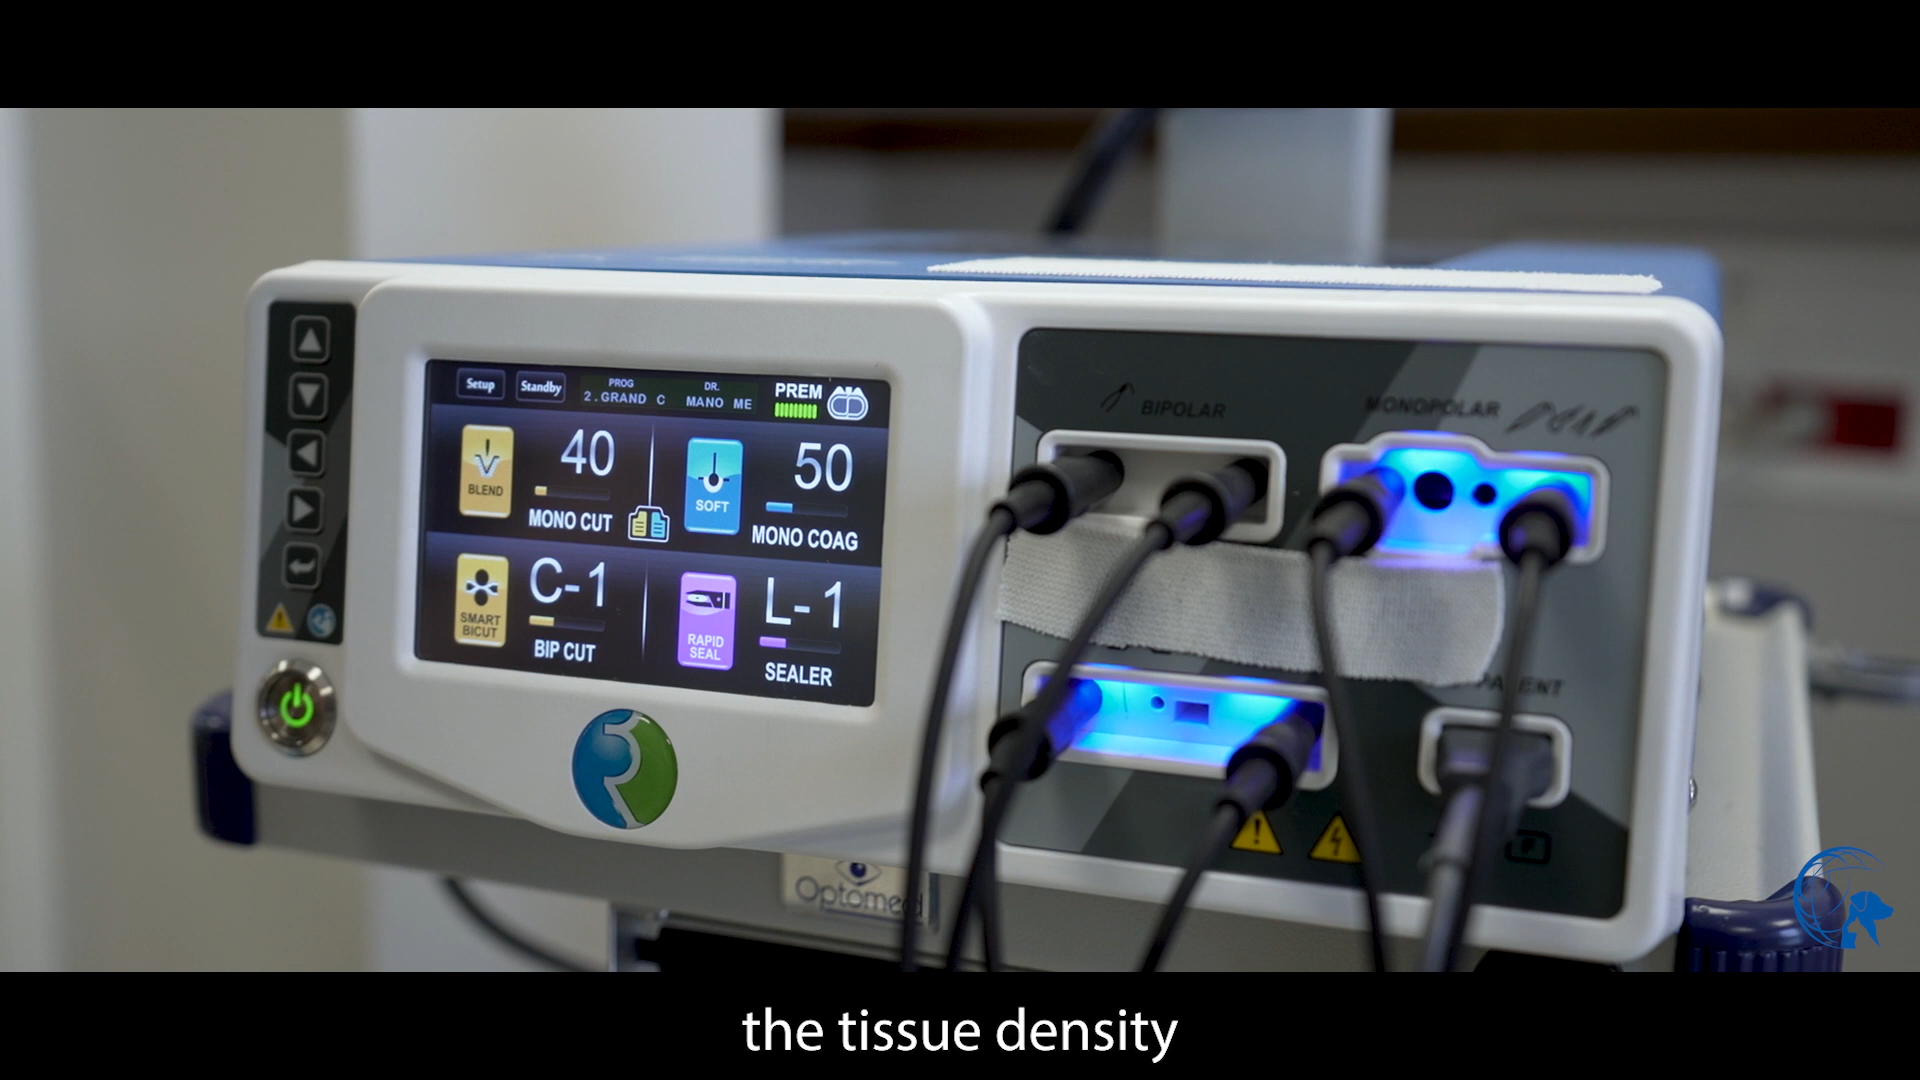 Setup
Standby
PROG
2.GRAND C
DR.
MANO ME
PREM
BLEND
40
MONO CUT
SOFT
50
MONO COAG
SMART
BICUT
C-1
BIP CUT
RAPID
SEAL
L-1
SEALER
BIPOLAR
MONOPOLAR
Optomed
the tissue density